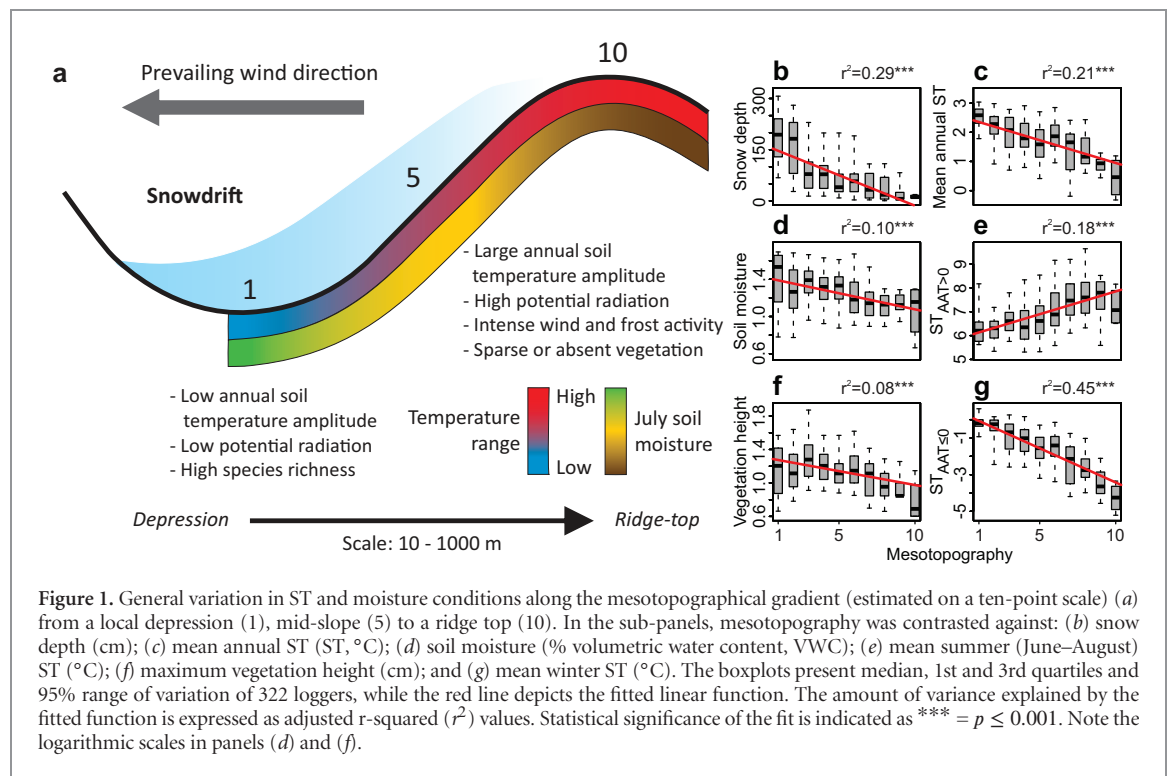 a
Prevailing wind direction
10
Snowdrift
5
1
- Large annual soil
temperature amplitude
- High potential radiation
- Intense wind and frost activity
- Sparse or absent vegetation
- Low annual soil
temperature amplitude
- Low potential radiation
- High species richness
Temperature
range
High
Low
July soil
moisture
Depression
Ridge-top
Scale: 10 - 1000 m
b
r²=0.29***
Snow depth
0 150 300
c
r²=0.21***
Mean annual ST
0 1 2 3
d
r²=0.10***
Soil moisture
0.6 1.0 1.4
e
r²=0.18***
ST AAT>0
5 6 7 8 9
f
r²=0.08***
Vegetation height
0.6 1.0 1.4 1.8
1 5 10
g
r²=0.45***
ST AAT≤0
-5 -3 -1
1 5 10
Mesotopography
Figure 1. General variation in ST and moisture conditions along the mesotopographical gradient (estimated on a ten-point scale) (a)
from a local depression (1), mid-slope (5) to a ridge top (10). In the sub-panels, mesotopography was contrasted against: (b) snow
depth (cm); (c) mean annual ST (ST, °C); (d) soil moisture (% volumetric water content, VWC); (e) mean summer (June–August)
ST (°C); (f) maximum vegetation height (cm); and (g) mean winter ST (°C). The boxplots present median, 1st and 3rd quartiles and
95% range of variation of 322 loggers, while the red line depicts the fitted linear function. The amount of variance explained by the
fitted function is expressed as adjusted r-squared (r²) values. Statistical significance of the fit is indicated as *** = p ≤ 0.001. Note the
logarithmic scales in panels (d) and (f).